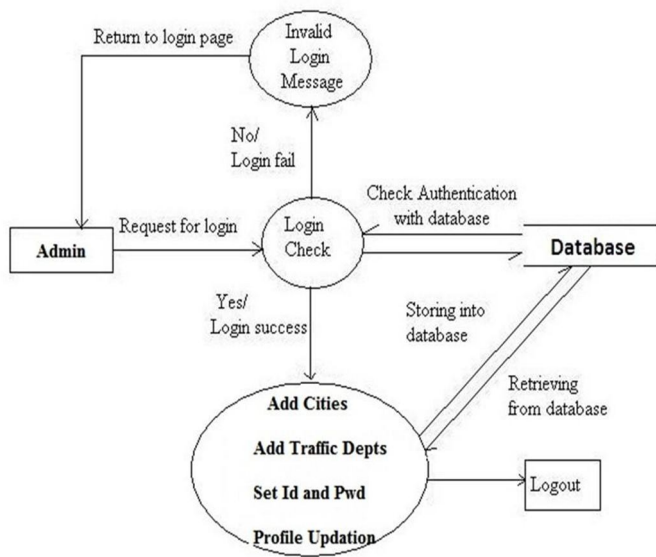 Return to login page
Invalid
Login
Message
No/
Login fail
Check Authentication
with database
Request for login
Login
Check
Admin
Database
Yes/
Login success
Storing into
database
Retrieving
from database
Add Cities
Add Traffic Depts
Set Id and Pwd
Profile Updation
Logout